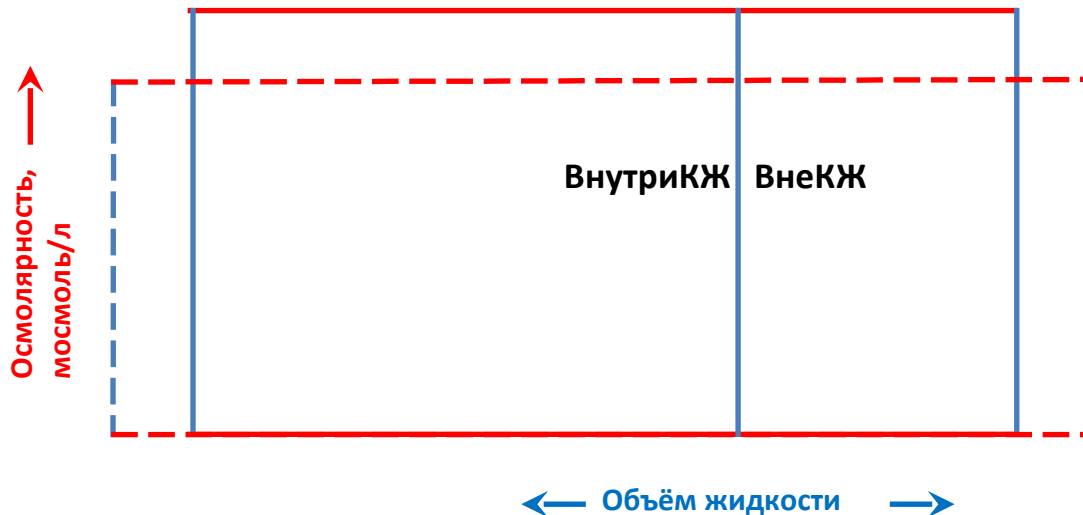 Осмолярность,
мосмоль/л
ВнутриКЖ ВнеКЖ
Объём жидкости